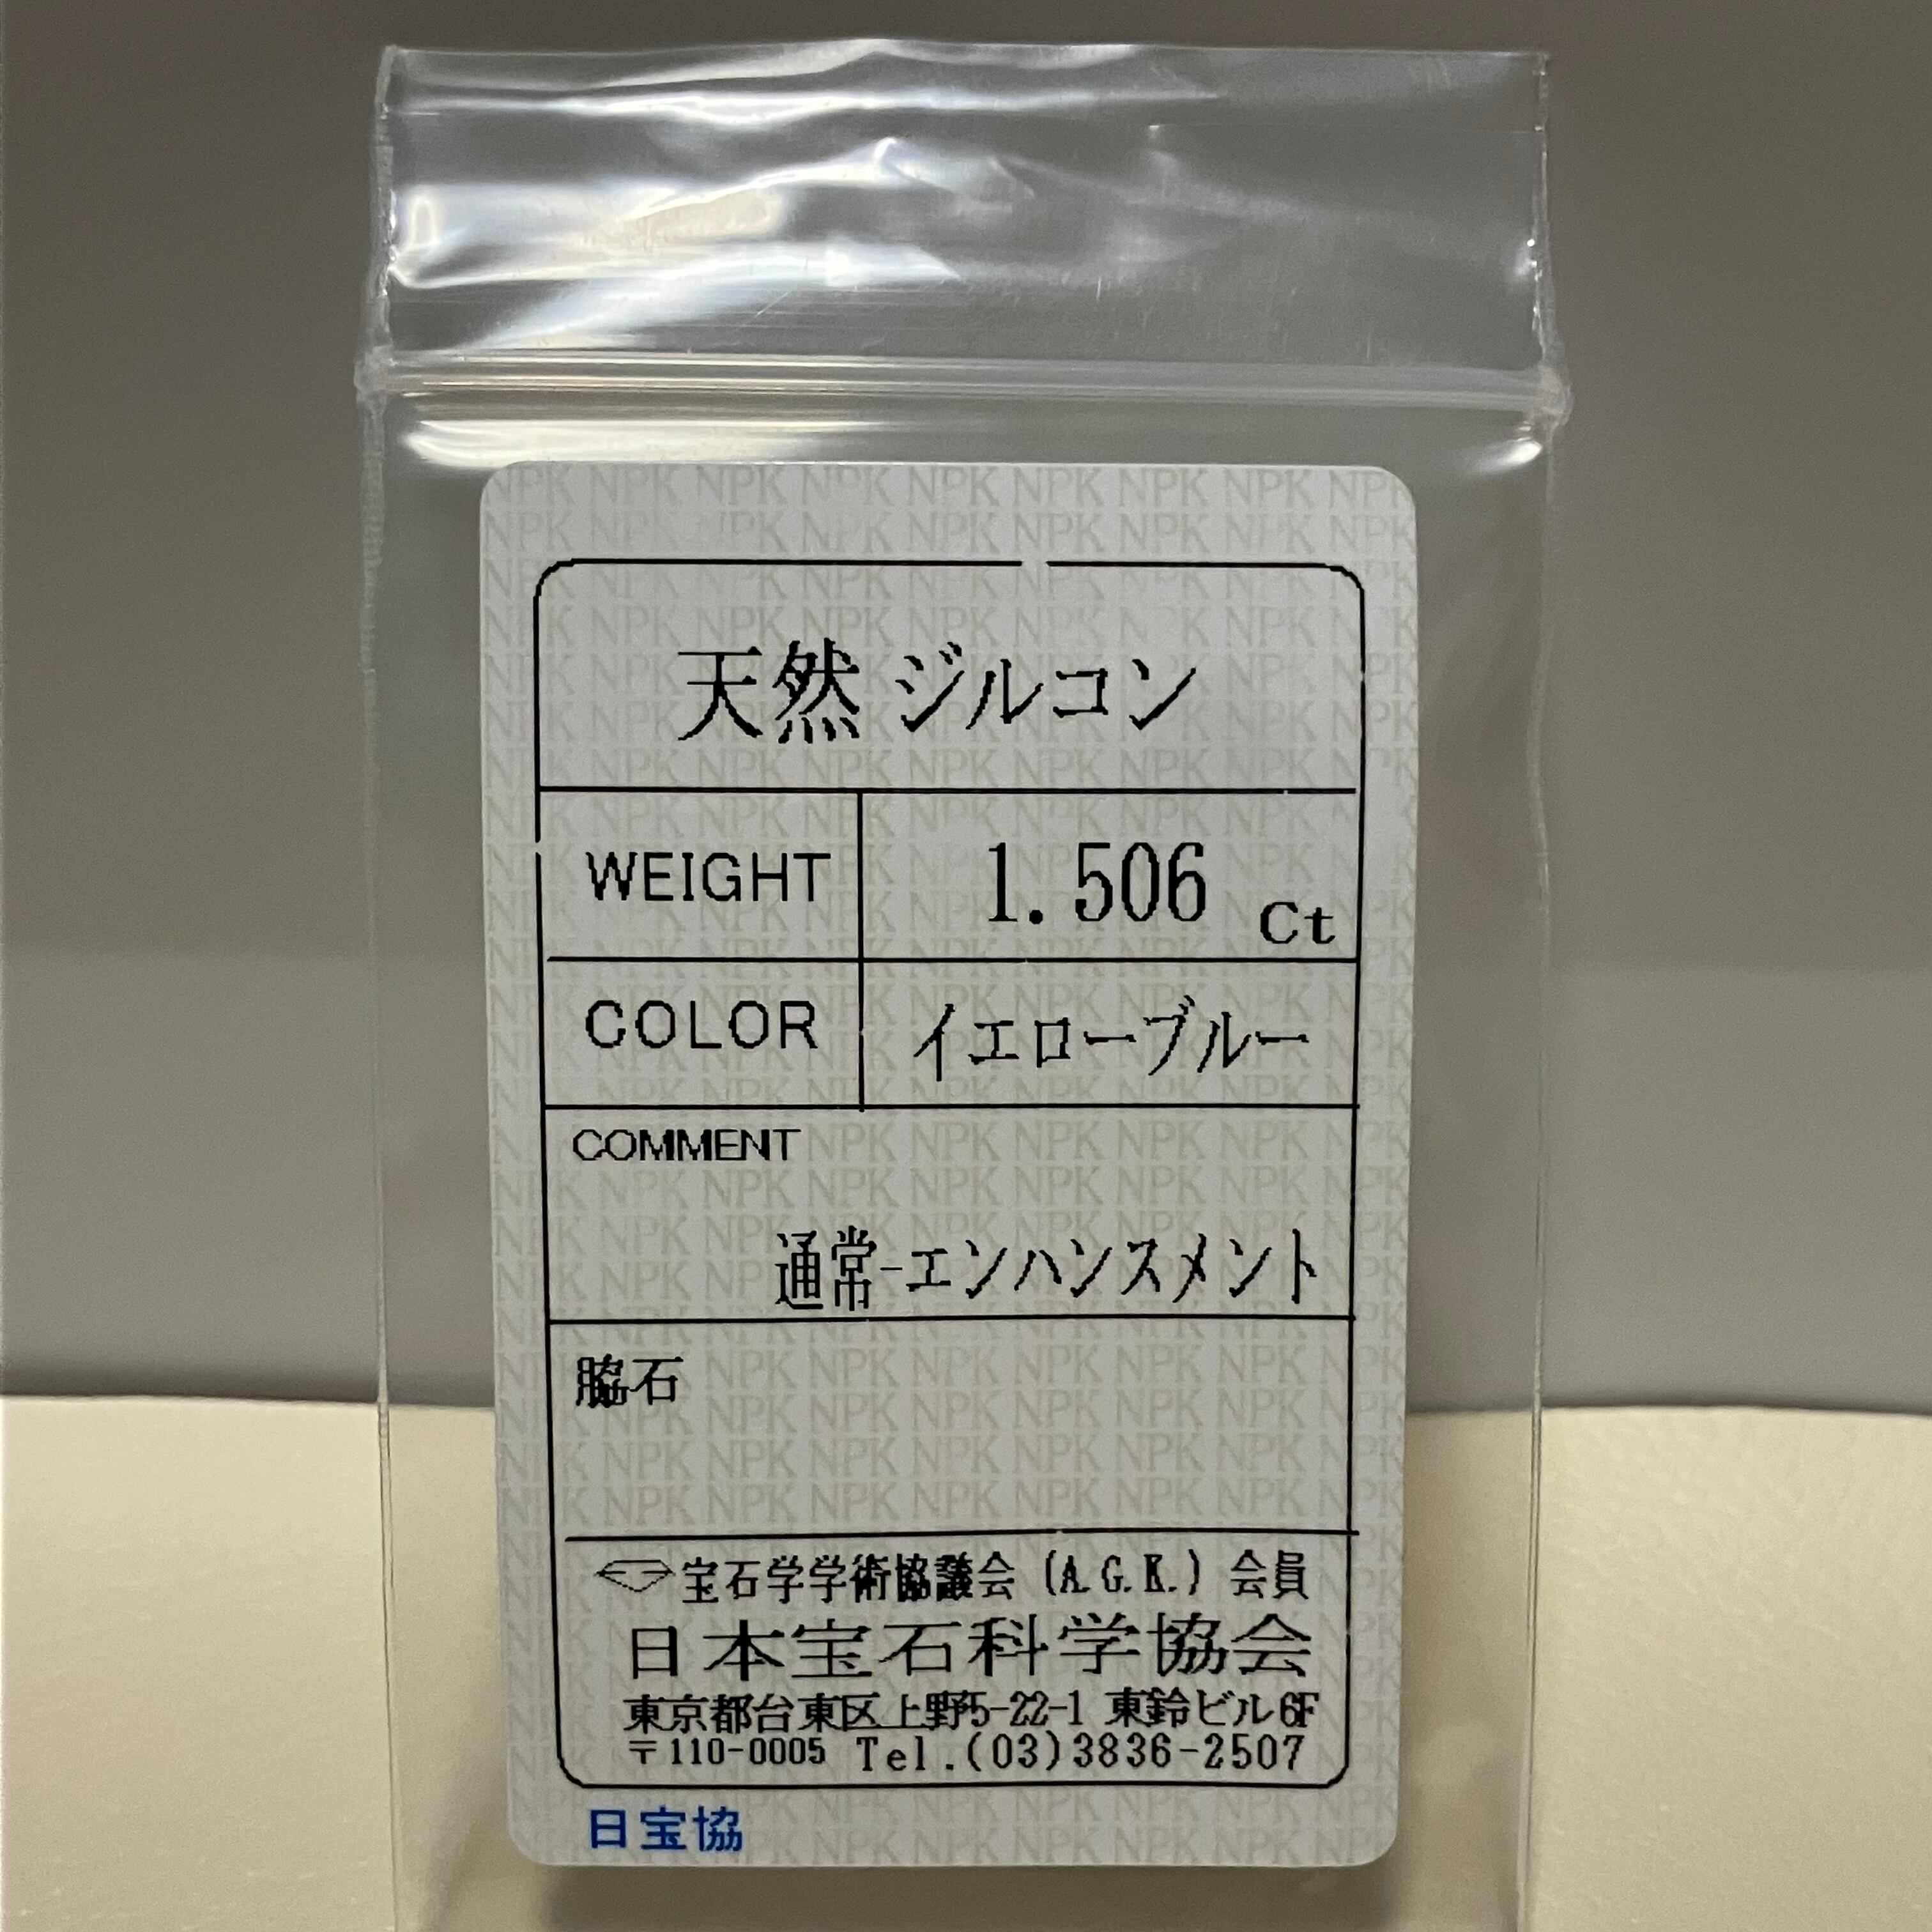 天然 ジルコン
WEIGHT 1.506 Ct
COLOR イエローブルー
COMMENT
通常-エンハンスメント
脇石
宝石学学術協議会 (A.G.K.) 会員
日本宝石科学協会
東京都台東区上野5-22-1 東鈴ビル6F
〒110-0005 Tel.(03)3836-2507
日宝協